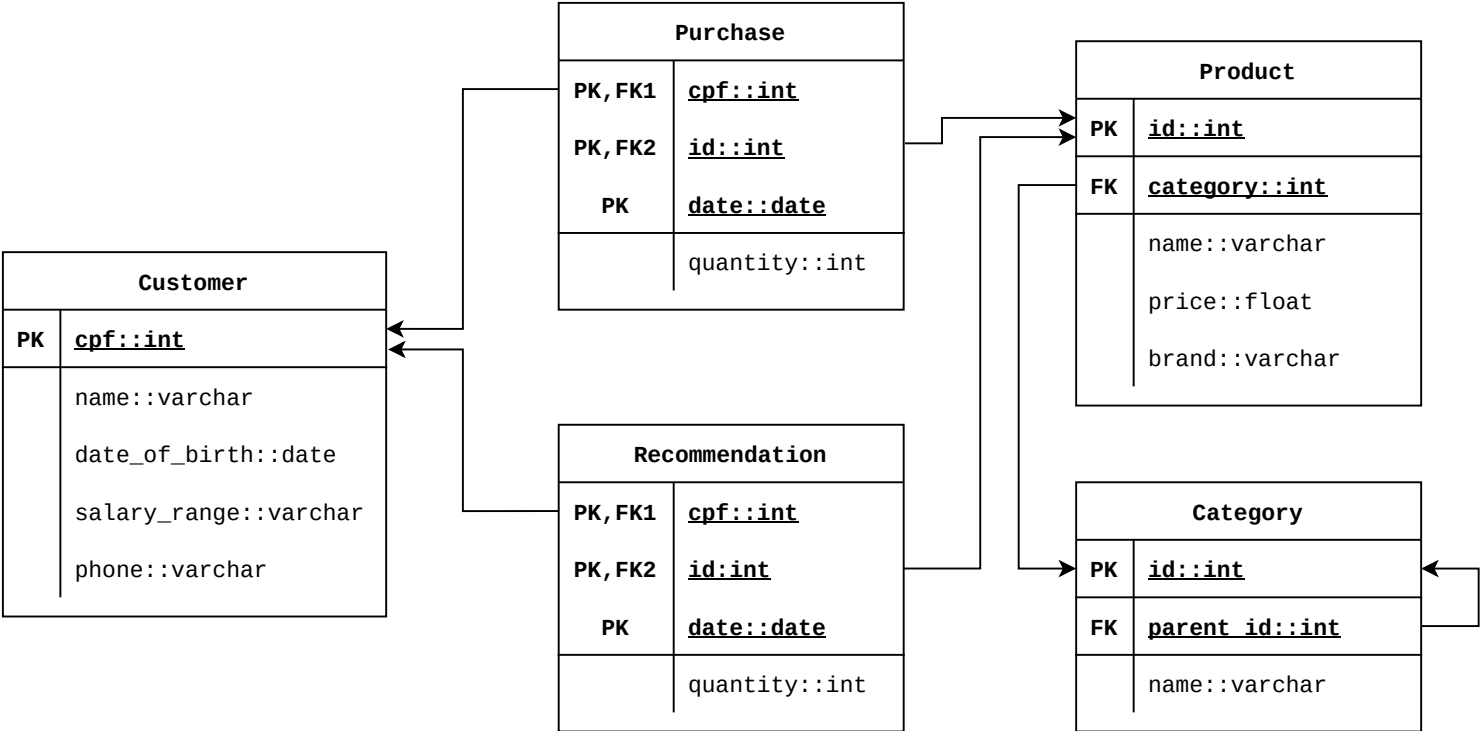 Purchase
PK,FK1 cpf::int
PK,FK2 id::int
PK date::date
quantity::int
Product
PK id::int
FK category::int
name::varchar
price::float
brand::varchar
Customer
PK cpf::int
name::varchar
date_of_birth::date
salary_range::varchar
phone::varchar
Recommendation
PK,FK1 cpf::int
PK,FK2 id:int
PK date::date
quantity::int
Category
PK id::int
FK parent_id::int
name::varchar